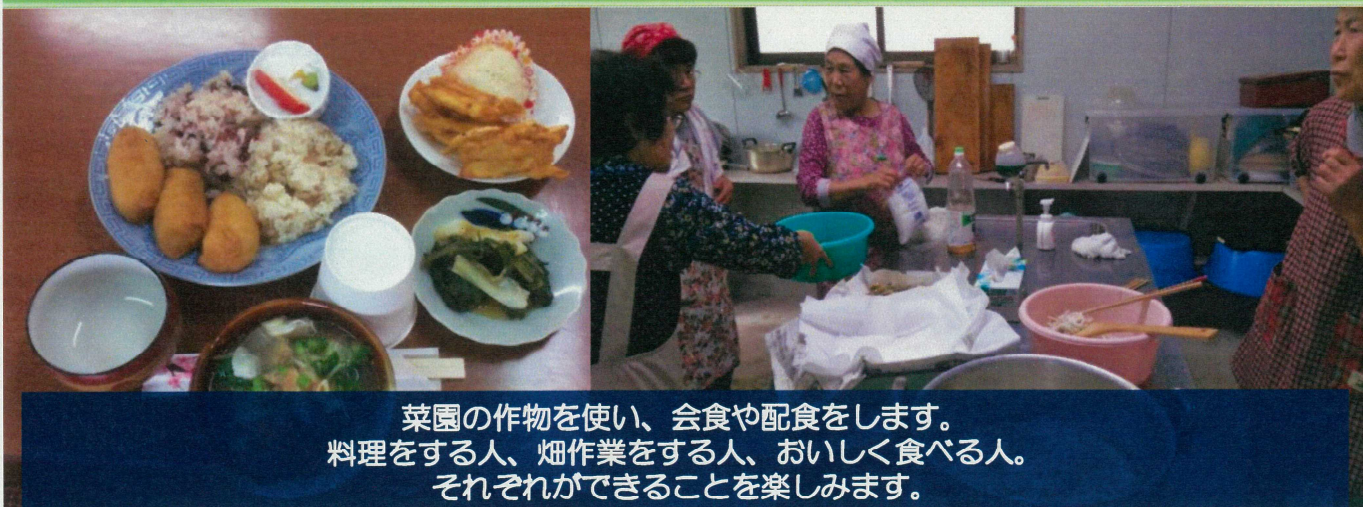 菜園の作物を使い、会食や配食をします。
料理をする人、畑作業をする人、おいしく食べる人。
それぞれができることを楽しみます。